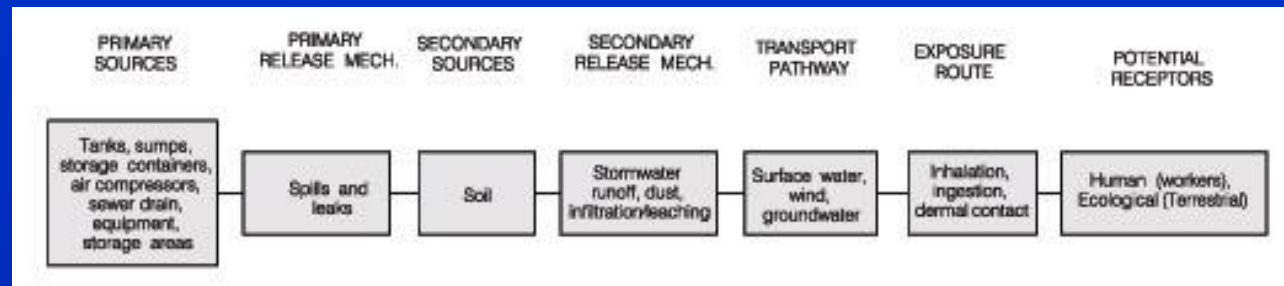 PRIMARY
SOURCES
PRIMARY
RELEASE MECH.
SECONDARY
SOURCES
SECONDARY
RELEASE MECH.
TRANSPORT
PATHWAY
EXPOSURE
ROUTE
POTENTIAL
RECEPTORS
Tanks, sumps,
storage containers,
air compressors,
sewer drain,
equipment,
storage areas
Spills and
leaks
Soil
Stormwater
runoff, dust,
infiltration/leaching
Surface water,
wind,
groundwater
Inhalation,
ingestion,
dermal contact
Human (workers),
Ecological (Terrestrial)